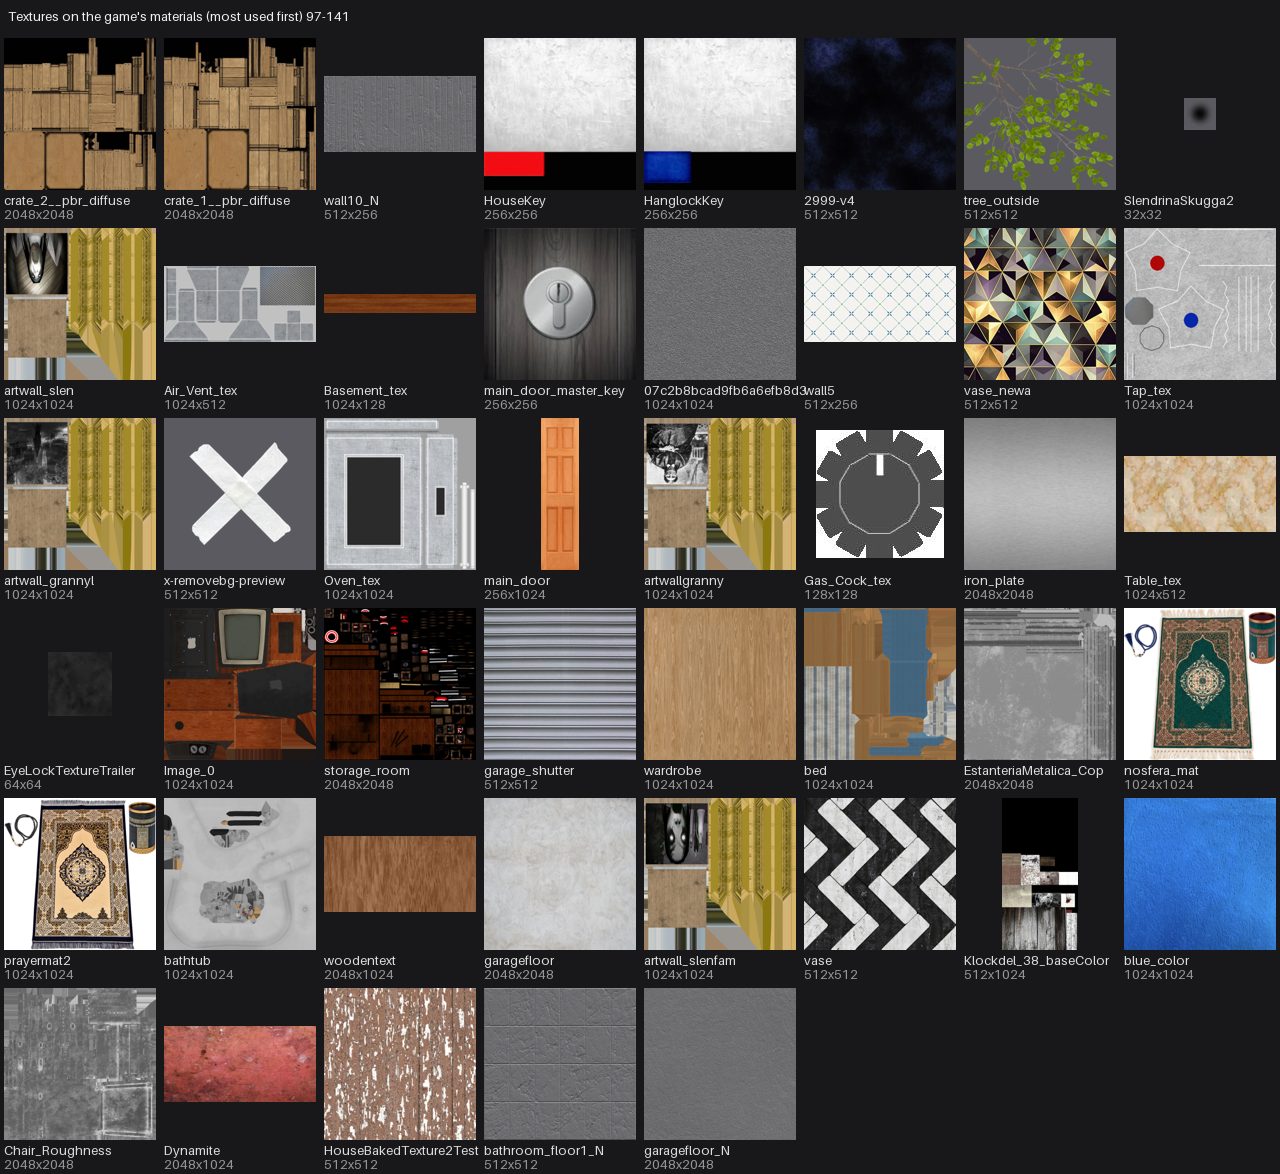 Textures on the game's materials (most used first) 97-141
crate_2__pbr_diffuse
2048x2048
crate_1__pbr_diffuse
2048x2048
wall10_N
512x256
HouseKey
256x256
HanglockKey
256x256
2999-v4
512x512
tree_outside
512x512
SlendrinaSkugga2
32x32
artwall_slen
1024x1024
Air_Vent_tex
1024x512
Basement_tex
1024x128
main_door_master_key
256x256
07c2b8bcad9fb6a6efb8d3
1024x1024
wall5
512x256
vase_newa
512x512
Tap_tex
1024x1024
artwall_grannyl
1024x1024
x-removebg-preview
512x512
Oven_tex
1024x1024
main_door
256x1024
artwallgranny
1024x1024
Gas_Cock_tex
128x128
iron_plate
2048x2048
Table_tex
1024x512
EyeLockTextureTrailer
64x64
Image_0
1024x1024
storage_room
2048x2048
garage_shutter
512x512
wardrobe
1024x1024
bed
1024x1024
EstanteriaMetalica_Cop
2048x2048
nosfera_mat
1024x1024
prayermat2
1024x1024
bathtub
1024x1024
woodentext
2048x1024
garagefloor
2048x2048
artwall_slenfam
1024x1024
vase
512x512
Klockdel_38_baseColor
512x1024
blue_color
1024x1024
Chair_Roughness
2048x2048
Dynamite
2048x1024
HouseBakedTexture2Test
512x512
bathroom_floor1_N
512x512
garagefloor_N
2048x2048